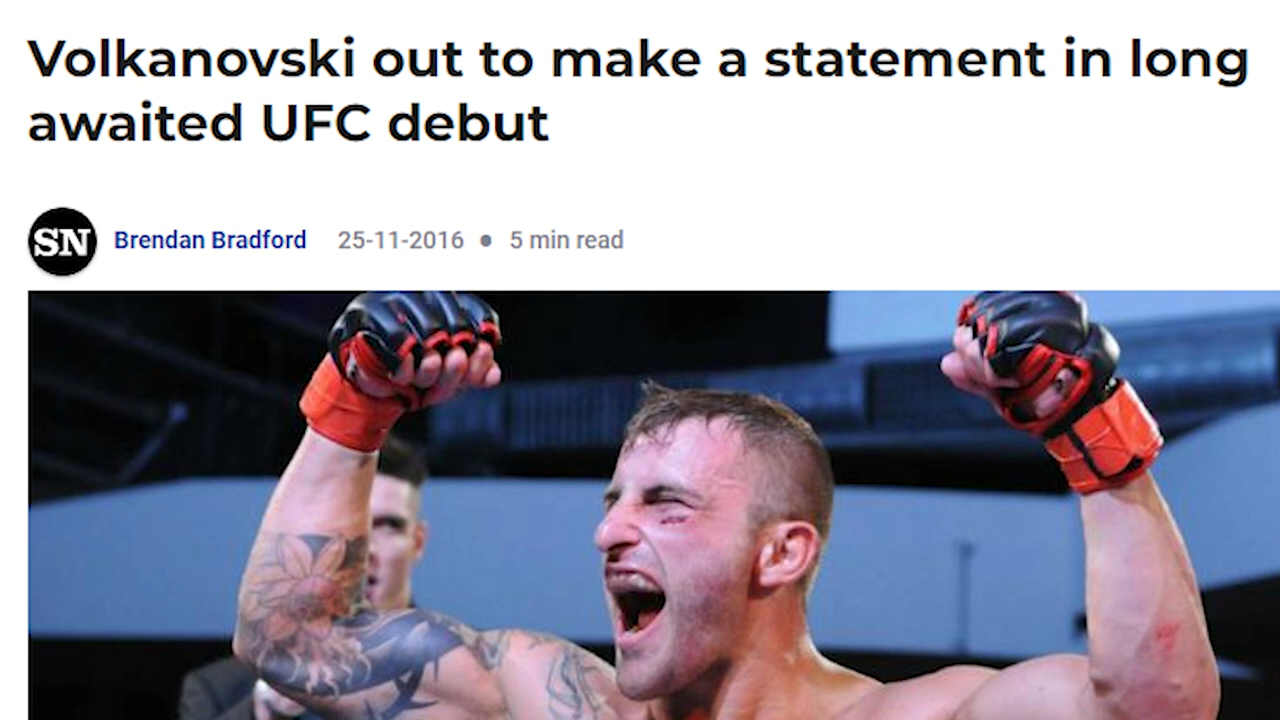 Volkanovski out to make a statement in long
awaited UFC debut
SN Brendan Bradford 25-11-2016 • 5 min read